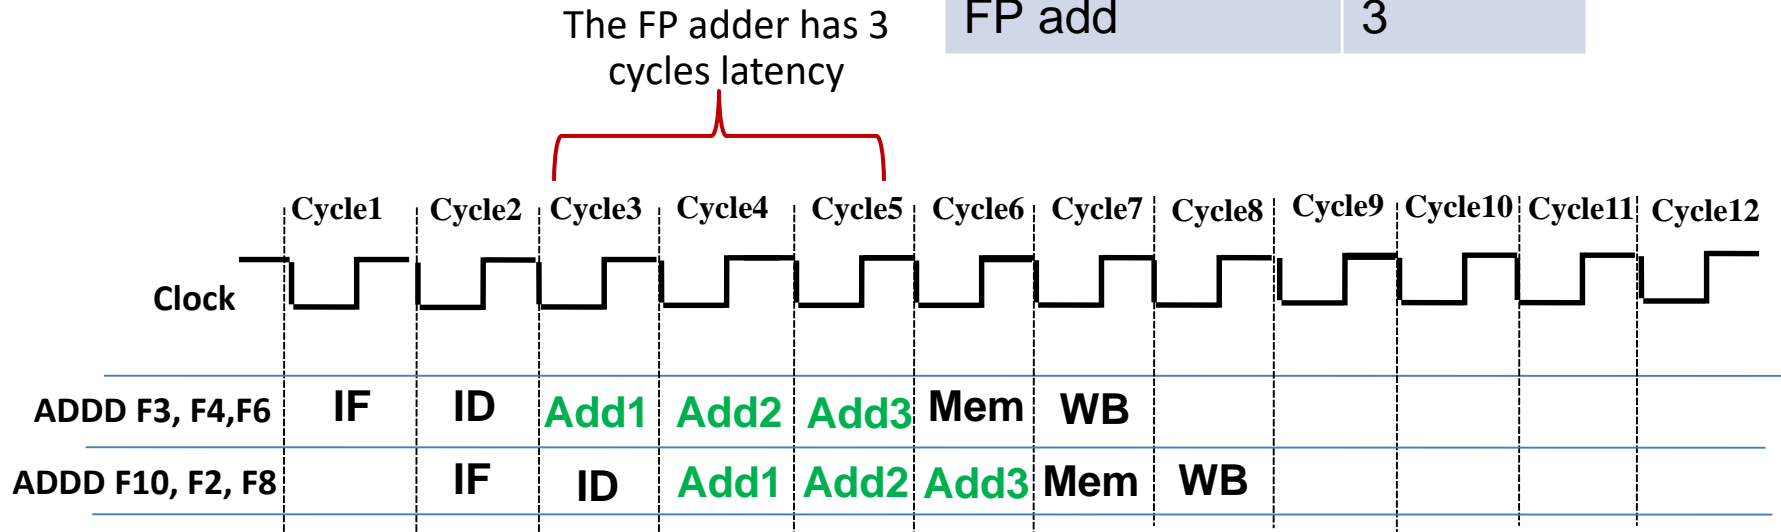 The FP adder has 3
cycles latency
FP add 3
Cycle1 Cycle2 Cycle3 Cycle4 Cycle5 Cycle6 Cycle7 Cycle8 Cycle9 Cycle10 Cycle11 Cycle12
Clock
ADDD F3, F4,F6 IF ID Add1 Add2 Add3 Mem WB
ADDD F10, F2, F8 IF ID Add1 Add2 Add3 Mem WB